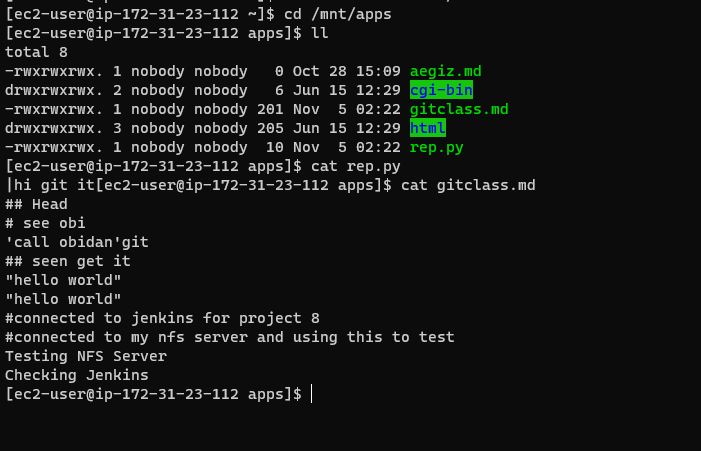 [ec2-user@ip-172-31-23-112 ~]$ cd /mnt/apps
[ec2-user@ip-172-31-23-112 apps]$ ll
total 8
-rwxrwxrwx. 1 nobody nobody   0 Oct 28 15:09 aegiz.md
drwxrwxrwx. 2 nobody nobody   6 Jun 15 12:29 cgi-bin
-rwxrwxrwx. 1 nobody nobody 201 Nov  5 02:22 gitclass.md
drwxrwxrwx. 3 nobody nobody 205 Jun 15 12:29 html
-rwxrwxrwx. 1 nobody nobody  10 Nov  5 02:22 rep.py
[ec2-user@ip-172-31-23-112 apps]$ cat rep.py
|hi git it[ec2-user@ip-172-31-23-112 apps]$ cat gitclass.md
## Head
# see obi
'call obidan'git
## seen get it
"hello world"
"hello world"
#connected to jenkins for project 8
#connected to my nfs server and using this to test
Testing NFS Server
Checking Jenkins
[ec2-user@ip-172-31-23-112 apps]$